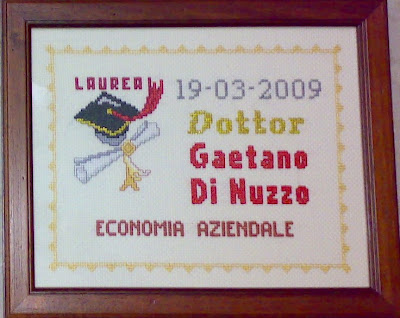 LAUREA
19-03-2009
Dottor
Gaetano
Di Nuzzo
ECONOMIA AZIENDALE